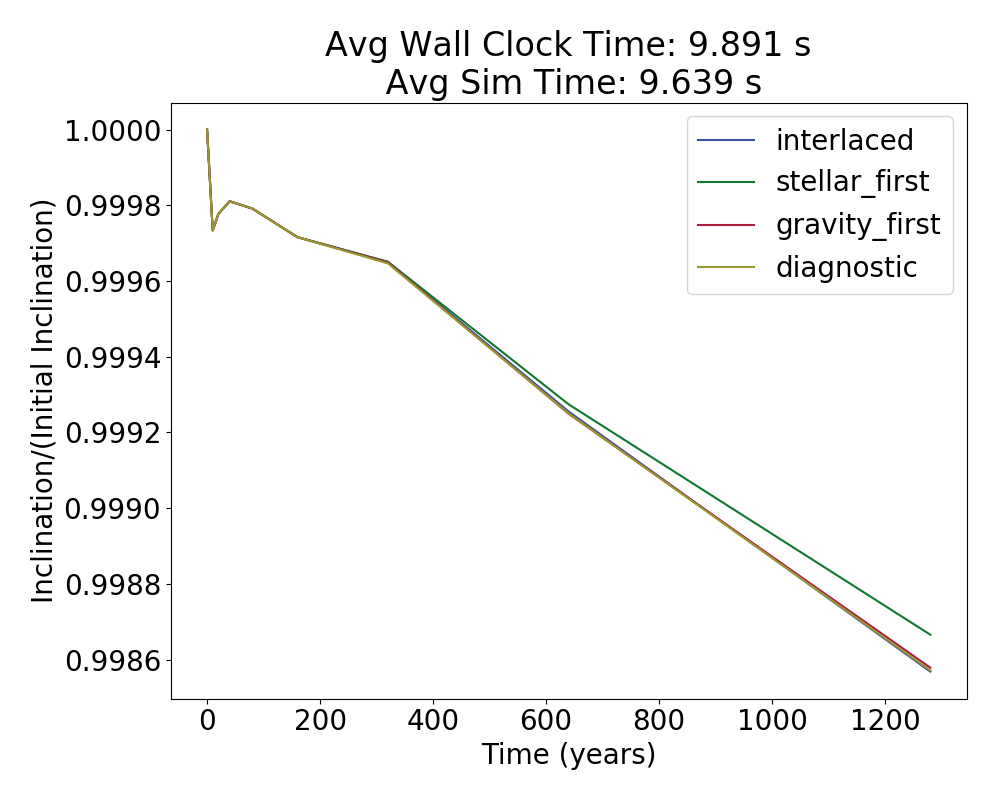 Avg Wall Clock Time: 9.891 s
Avg Sim Time: 9.639 s
Inclination/(Initial Inclination)
1.0000
0.9998
0.9996
0.9994
0.9992
0.9990
0.9988
0.9986
interlaced
stellar_first
gravity_first
diagnostic
0 200 400 600 800 1000 1200
Time (years)